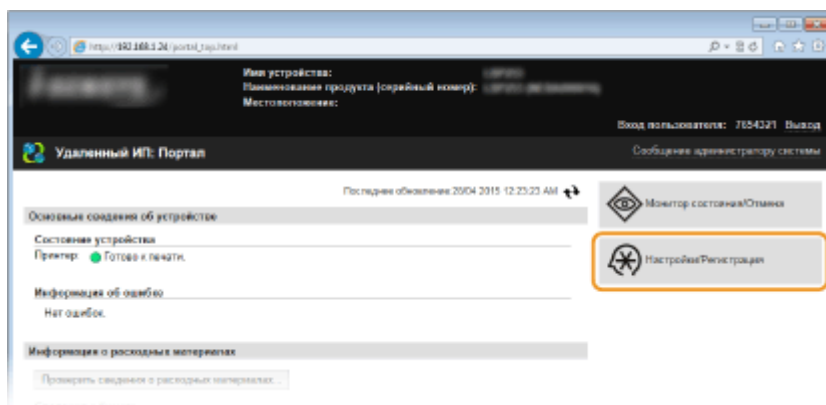 http://192.168.1.24/portal_top.html
Имя устройства:
Наименование продукта (серийный номер):
Местоположение:
Вход пользователя: 7654321 Выход
Удаленный ИП: Портал
Сообщение администратору системы
Последнее обновление: 28/04 2015 12:23:23 AM
Монитор состояния/Отмена
Основные сведения об устройстве
Состояние устройства
Принтер: Готово к печати.
Настройки/Регистрация
Информация об ошибке
Нет ошибок.
Информация о расходных материалах
Проверить сведения о расходных материалах...